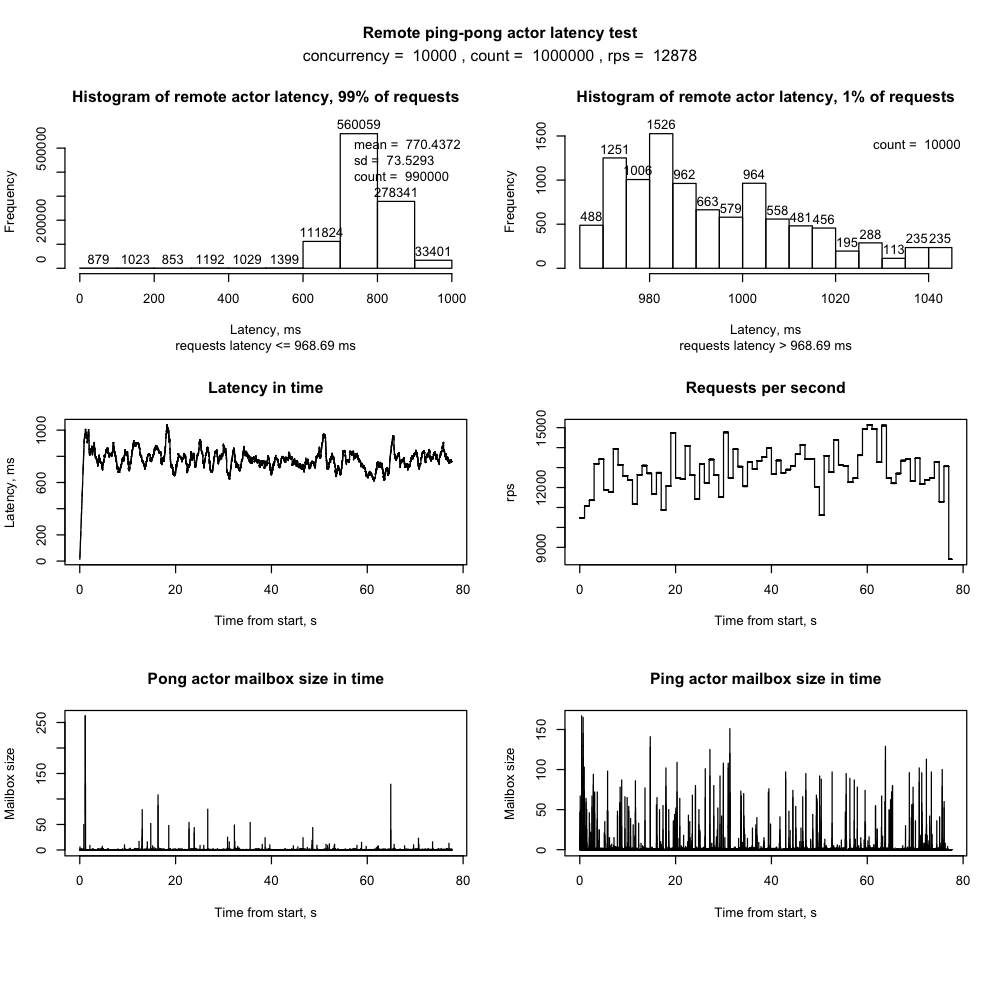 Remote ping-pong actor latency test
concurrency = 10000 , count = 1000000 , rps = 12878
Histogram of remote actor latency, 99% of requests
Frequency
0 200000 500000
879 1023 853 1192 1029 1399 111824 560059 278341 33401
mean = 770.4372
sd = 73.5293
count = 990000
0 200 400 600 800 1000
Latency, ms
requests latency <= 968.69 ms
Histogram of remote actor latency, 1% of requests
Frequency
0 500 1000 1500
488 1251 1006 1526 962 663 579 964 558 481 456 195 288 113 235 235
count = 10000
980 1000 1020 1040
Latency, ms
requests latency > 968.69 ms
Latency in time
Latency, ms
0 200 600 1000
0 20 40 60 80
Time from start, s
Requests per second
rps
9000 12000 15000
0 20 40 60 80
Time from start, s
Pong actor mailbox size in time
Mailbox size
0 50 150 250
0 20 40 60 80
Time from start, s
Ping actor mailbox size in time
Mailbox size
0 50 100 150
0 20 40 60 80
Time from start, s